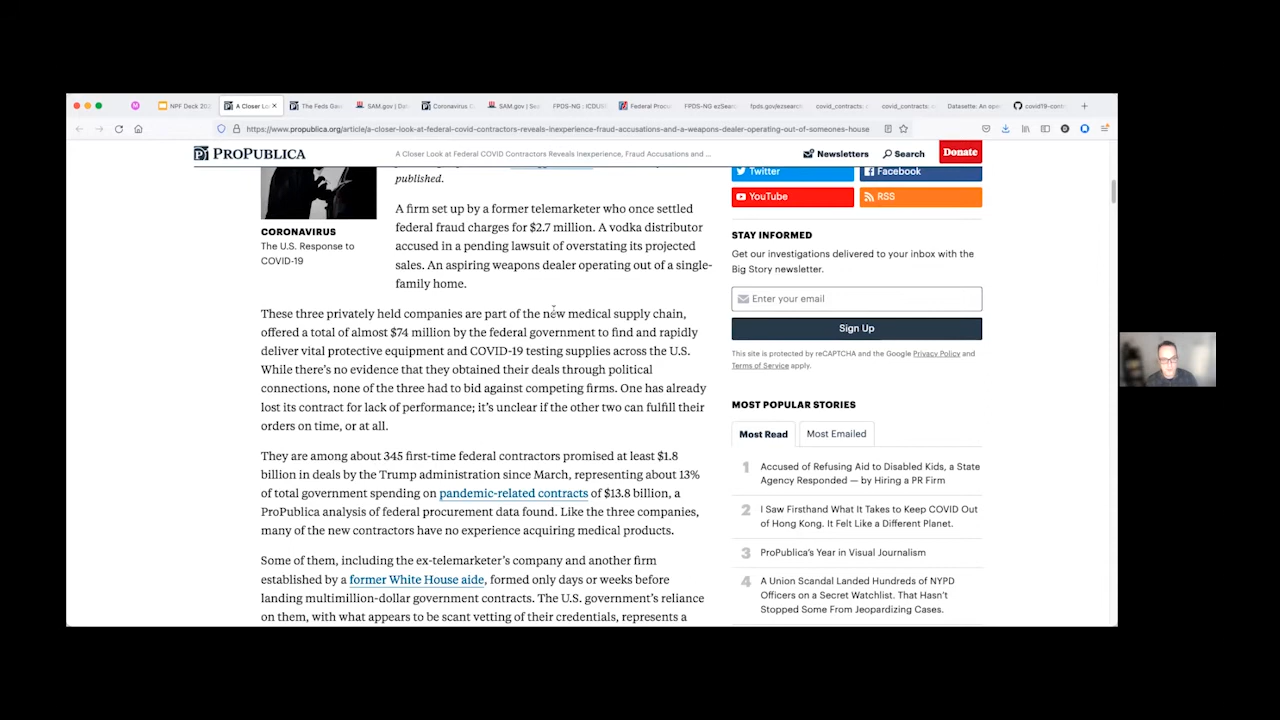 NPF Deck 202
A Closer Lo
The Feds Gav
SAM.gov | Dat
Coronavirus C
SAM.gov | Sea
FPDS-NG : ICDUS
Federal Procu
FPDS-NG ezSearc
fpds.gov/ezsearch
covid_contracts: c
covid_contracts: c
Datasette: An ope
covid19-contr
https://www.propublica.org/article/a-closer-look-at-federal-covid-contractors-reveals-inexperience-fraud-accusations-and-a-weapons-dealer-operating-out-of-someones-house
PROPUBLICA
A Closer Look at Federal COVID Contractors Reveals Inexperience, Fraud Accusations and ...
Newsletters
Search
Donate
published.
CORONAVIRUS
The U.S. Response to
COVID-19
A firm set up by a former telemarketer who once settled
federal fraud charges for $2.7 million. A vodka distributor
accused in a pending lawsuit of overstating its projected
sales. An aspiring weapons dealer operating out of a single-
family home.
These three privately held companies are part of the new medical supply chain,
offered a total of almost $74 million by the federal government to find and rapidly
deliver vital protective equipment and COVID-19 testing supplies across the U.S.
While there's no evidence that they obtained their deals through political
connections, none of the three had to bid against competing firms. One has already
lost its contract for lack of performance; it's unclear if the other two can fulfill their
orders on time, or at all.
They are among about 345 first-time federal contractors promised at least $1.8
billion in deals by the Trump administration since March, representing about 13%
of total government spending on pandemic-related contracts of $13.8 billion, a
ProPublica analysis of federal procurement data found. Like the three companies,
many of the new contractors have no experience acquiring medical products.
Some of them, including the ex-telemarketer's company and another firm
established by a former White House aide, formed only days or weeks before
landing multimillion-dollar government contracts. The U.S. government's reliance
on them, with what appears to be scant vetting of their credentials, represents a
Twitter
Facebook
YouTube
RSS
STAY INFORMED
Get our investigations delivered to your inbox with the
Big Story newsletter.
Enter your email
Sign Up
This site is protected by reCAPTCHA and the Google Privacy Policy and
Terms of Service apply.
MOST POPULAR STORIES
Most Read
Most Emailed
1 Accused of Refusing Aid to Disabled Kids, a State
Agency Responded — by Hiring a PR Firm
2 I Saw Firsthand What It Takes to Keep COVID Out
of Hong Kong. It Felt Like a Different Planet.
3 ProPublica's Year in Visual Journalism
4 A Union Scandal Landed Hundreds of NYPD
Officers on a Secret Watchlist. That Hasn't
Stopped Some From Jeopardizing Cases.